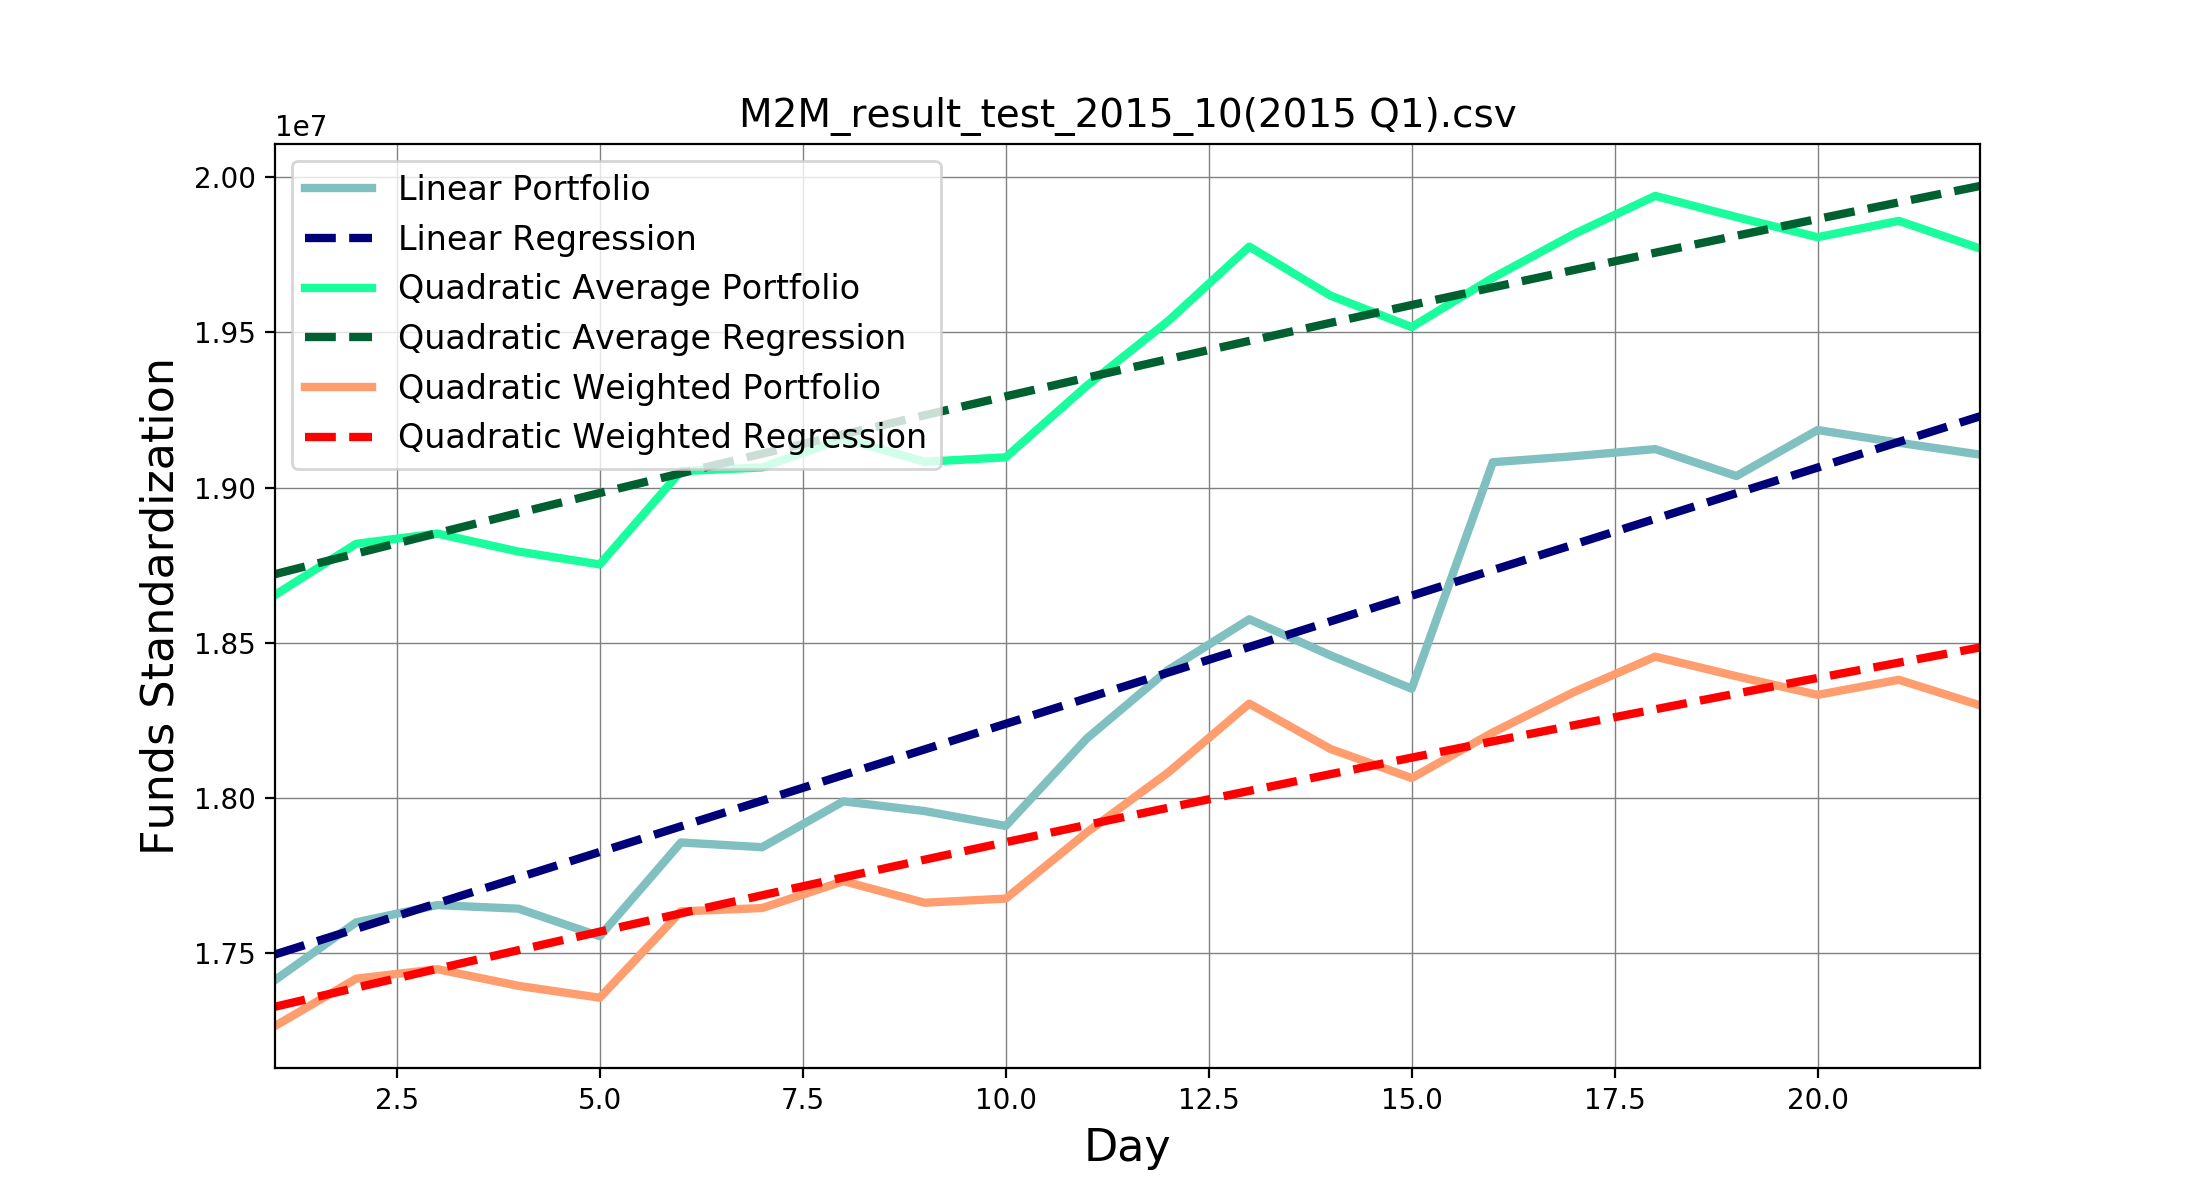 M2M_result_test_2015_10(2015 Q1).csv
1e7
2.00
1.95
1.90
1.85
1.80
1.75
Funds Standardization
Linear Portfolio
Linear Regression
Quadratic Average Portfolio
Quadratic Average Regression
Quadratic Weighted Portfolio
Quadratic Weighted Regression
2.5 5.0 7.5 10.0 12.5 15.0 17.5 20.0
Day